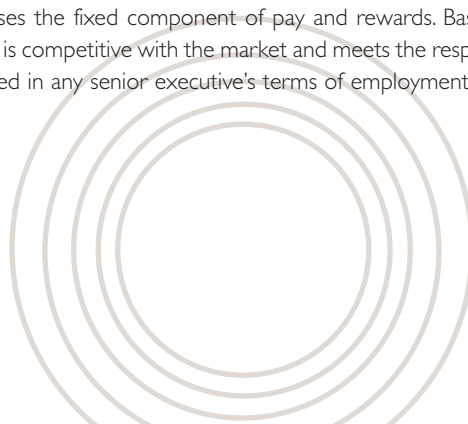 ses the fixed component of pay and rewards. Bas
is competitive with the market and meets the resp
ed in any senior executive's terms of employment